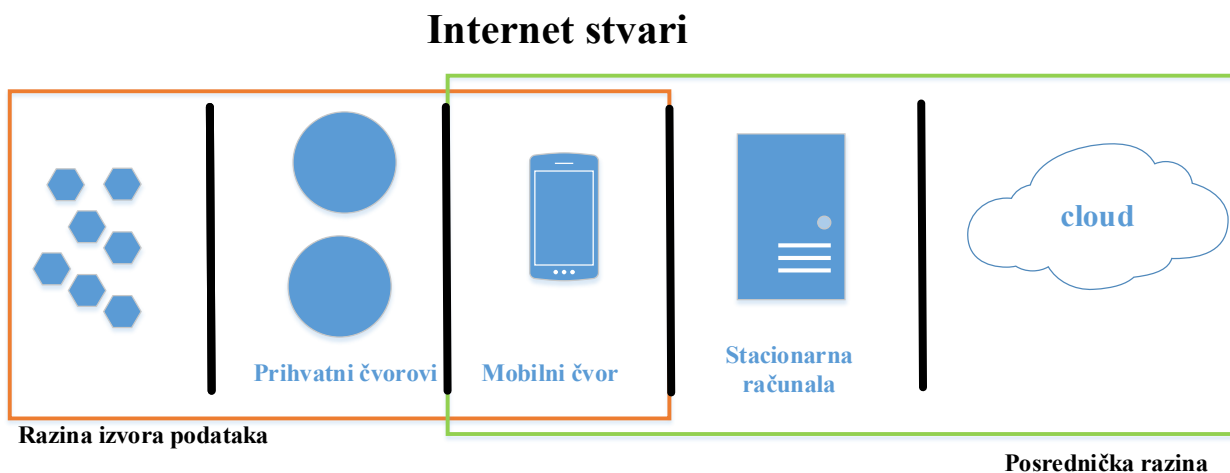 Internet stvari
cloud
Prihvatni čvorovi
Mobilni čvor
Stacionarna
računala
Razina izvora podataka
Posrednička razina